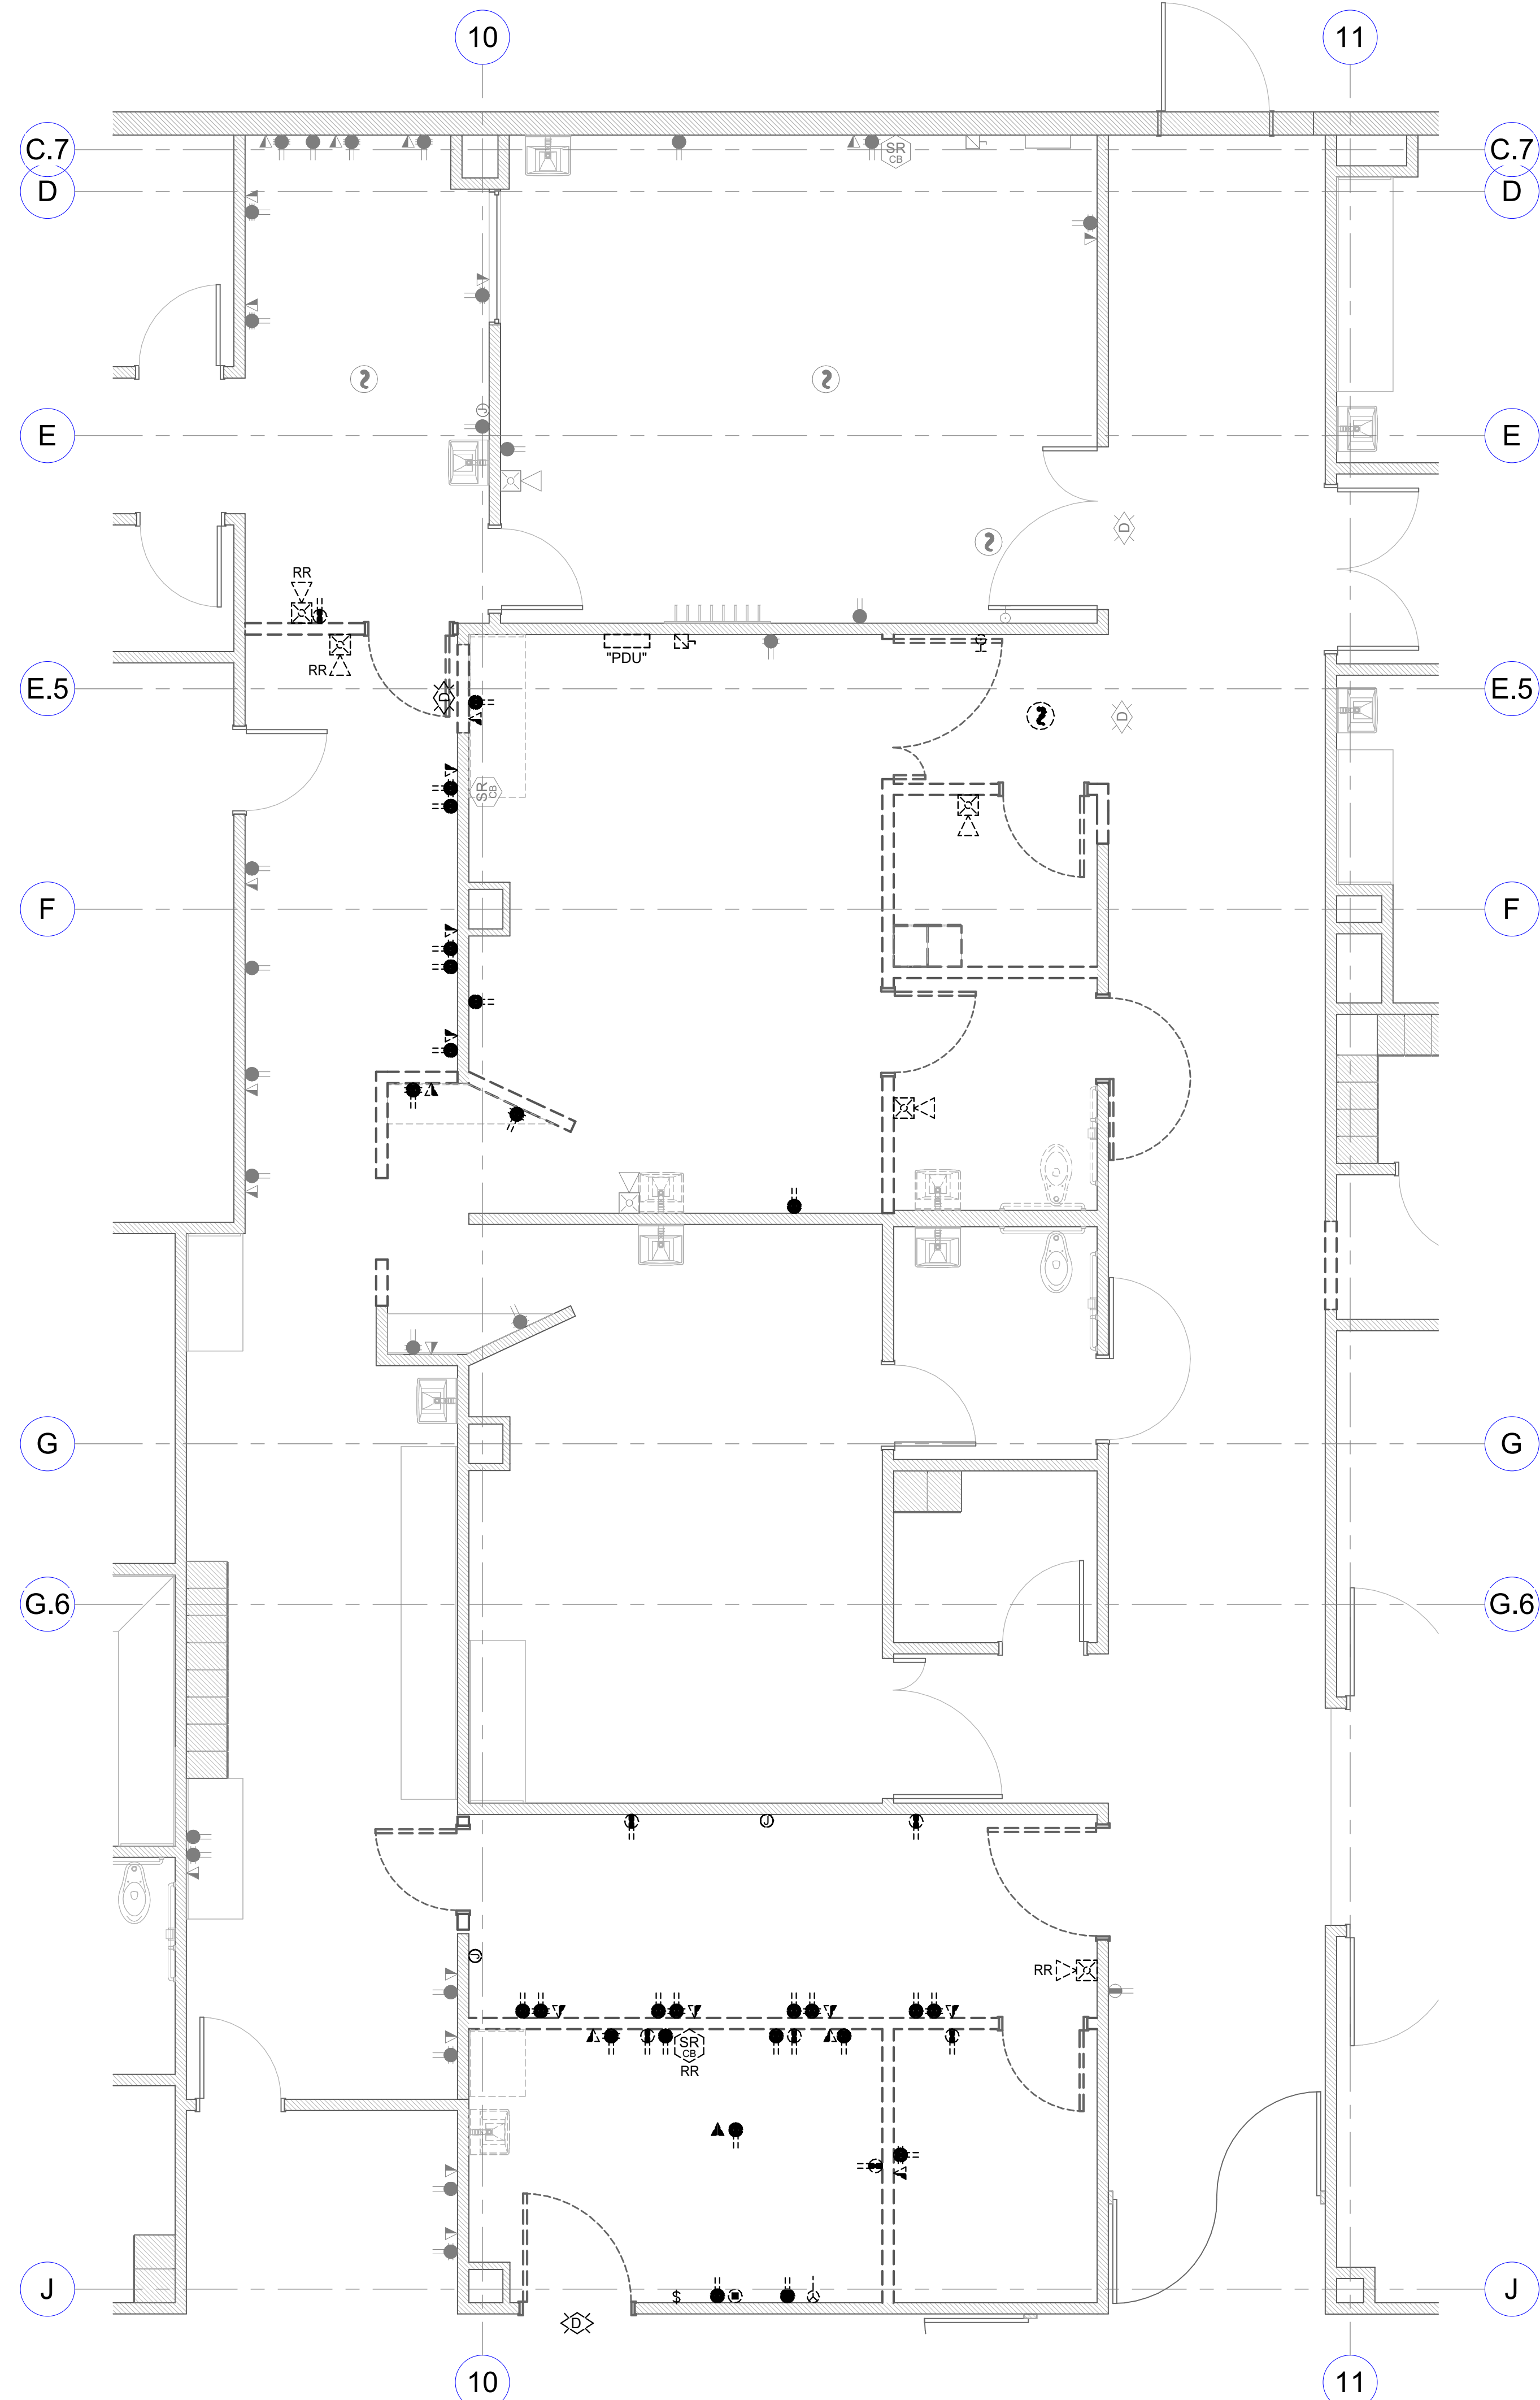 10 11
C.7 SR C.7
CB
D D
E J E
D
RR
"PDU"
RR
E.5 D D E.5
SR
CB
F F
G G
G.6 G.6
J
J
RR
SR
CB
RR
J $ J
D
10 11